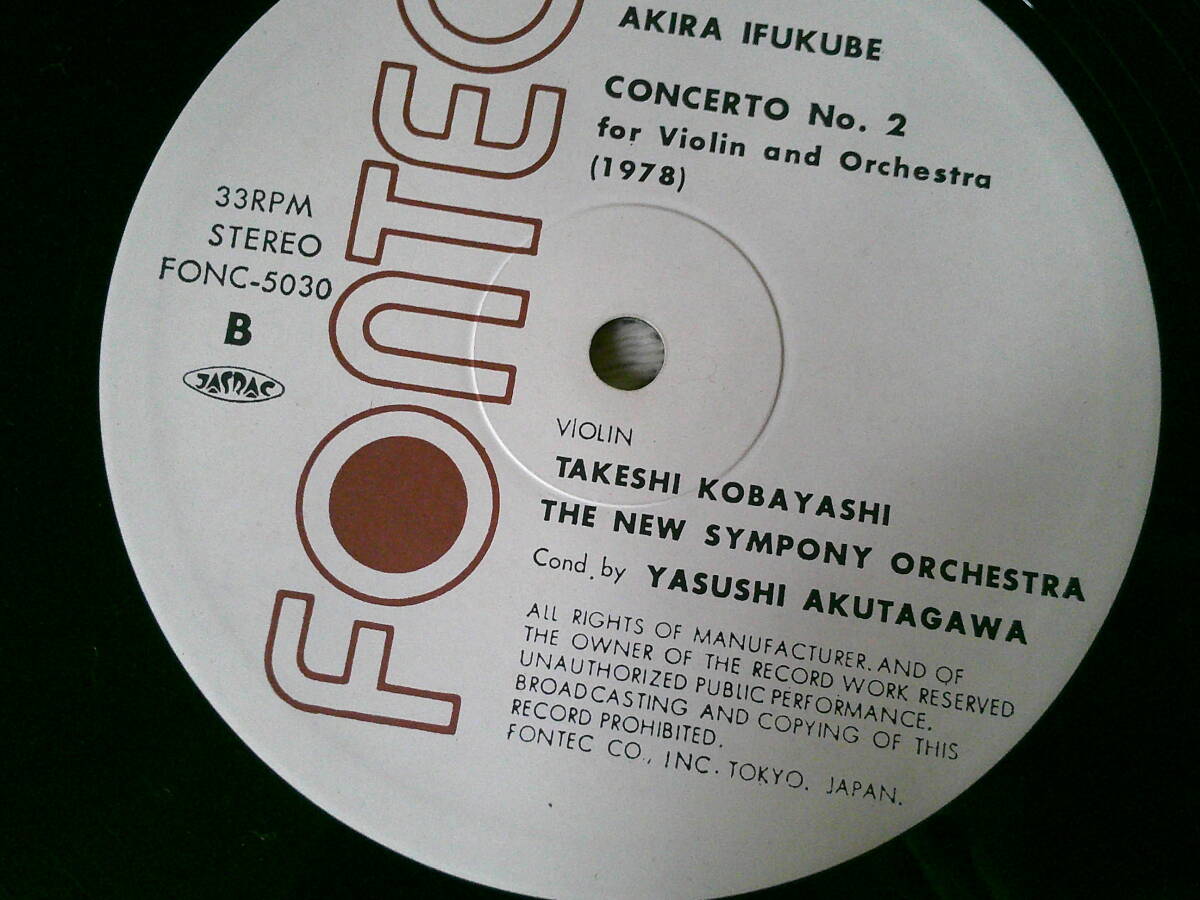 AKIRA IFUKUBE
CONCERTO No. 2
for Violin and Orchestra
(1978)
33RPM
STEREO
FONC-5030
B
JASRAC
FONTEC
VIOLIN
TAKESHI KOBAYASHI
THE NEW SYMPONY ORCHESTRA
Cond. by YASUSHI AKUTAGAWA
ALL RIGHTS OF MANUFACTURER. AND OF
THE OWNER OF THE RECORD WORK RESERVED
UNAUTHORIZED PUBLIC PERFORMANCE.
BROADCASTING AND COPYING OF THIS
RECORD PROHIBITED.
FONTEC CO., INC. TOKYO. JAPAN.